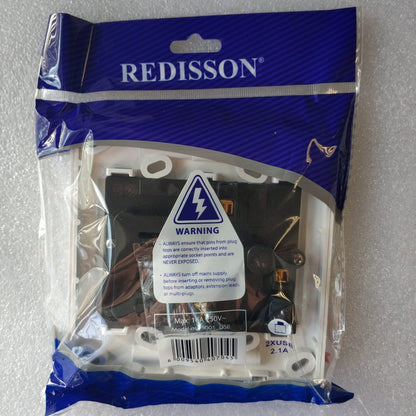 REDISSON®
WARNING
- ALWAYS ensure that pins from plug
tops are correctly inserted into
appropriate socket points and are
NEVER EXPOSED.
- ALWAYS turn off mains supply
before inserting or removing plug
tops from adaptors, extension leads
or multi-plugs.
Max.
2XUSB
2.1A